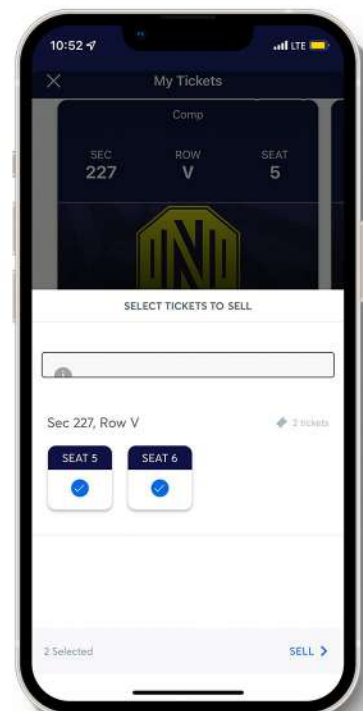 10:52
LTE
My Tickets
Comp
SEC ROW SEAT
227 V 5
SELECT TICKETS TO SELL
i
Sec 227, Row V 2 tickets
SEAT 5 SEAT 6
2 Selected SELL >